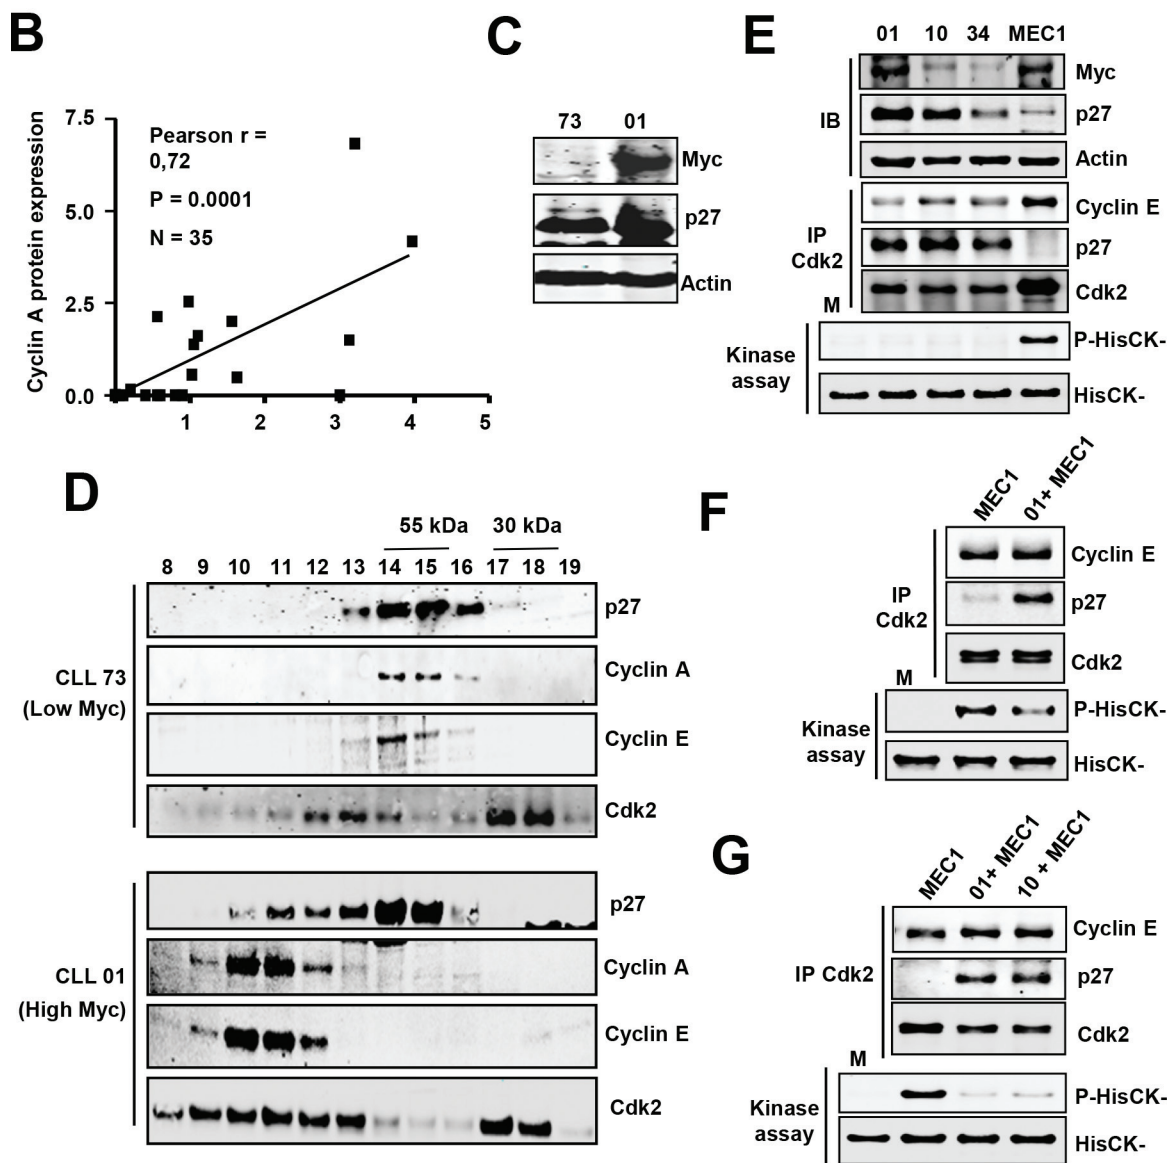 B
Cyclin A protein expression
7.5
5.0
2.5
0.0
Pearson r =
0,72
P = 0.0001
N = 35
1 2 3 4 5
C
73 01
Myc
p27
Actin
D
55 kDa 30 kDa
8 9 10 11 12 13 14 15 16 17 18 19
CLL 73
(Low Myc)
p27
Cyclin A
Cyclin E
Cdk2
CLL 01
(High Myc)
p27
Cyclin A
Cyclin E
Cdk2
E
01 10 34 MEC1
IB
Myc
p27
Actin
IP
Cdk2
Cyclin E
p27
Cdk2
M
Kinase
assay
P-HisCK-
HisCK-
F
MEC1 01+ MEC1
IP
Cdk2
Cyclin E
p27
Cdk2
M
Kinase
assay
P-HisCK-
HisCK-
G
MEC1 01+ MEC1 10 + MEC1
IP Cdk2
Cyclin E
p27
Cdk2
M
Kinase
assay
P-HisCK-
HisCK-